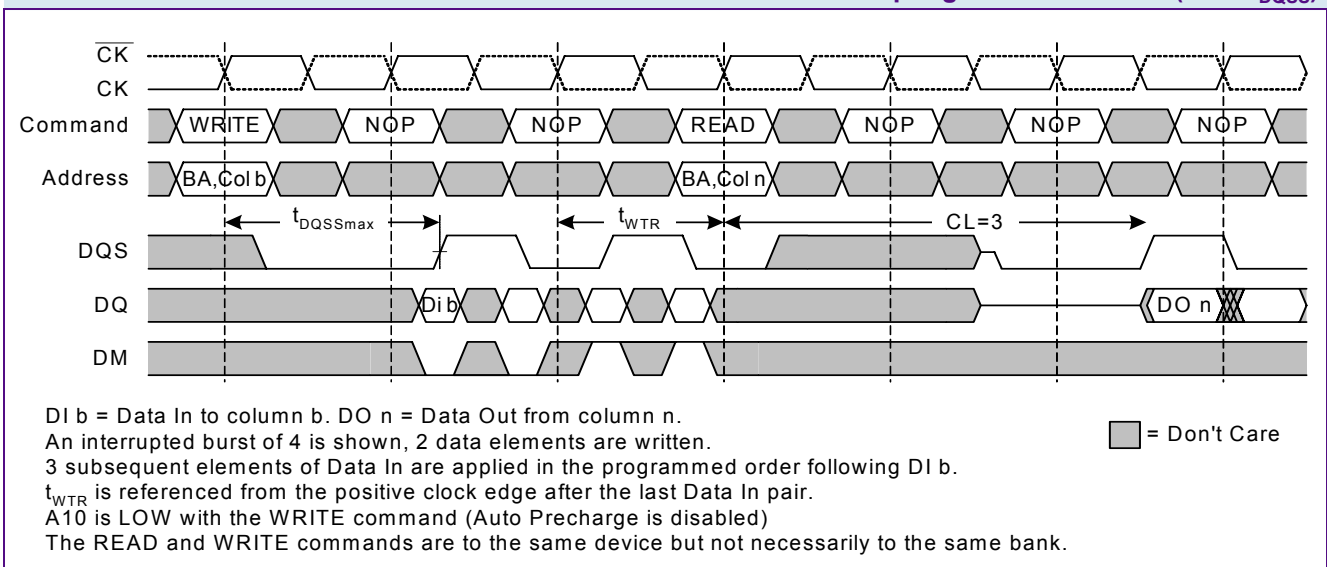 DQSS
CK
CK
Command WRITE NOP NOP READ NOP NOP NOP
Address BA,Col b BA,Col n
tDQSSmax tWTR CL=3
DQS
DQ Di b DO n
DM
DI b = Data In to column b. DO n = Data Out from column n.
An interrupted burst of 4 is shown, 2 data elements are written.
= Don't Care
3 subsequent elements of Data In are applied in the programmed order following DI b.
tWTR is referenced from the positive clock edge after the last Data In pair.
A10 is LOW with the WRITE command (Auto Precharge is disabled)
The READ and WRITE commands are to the same device but not necessarily to the same bank.